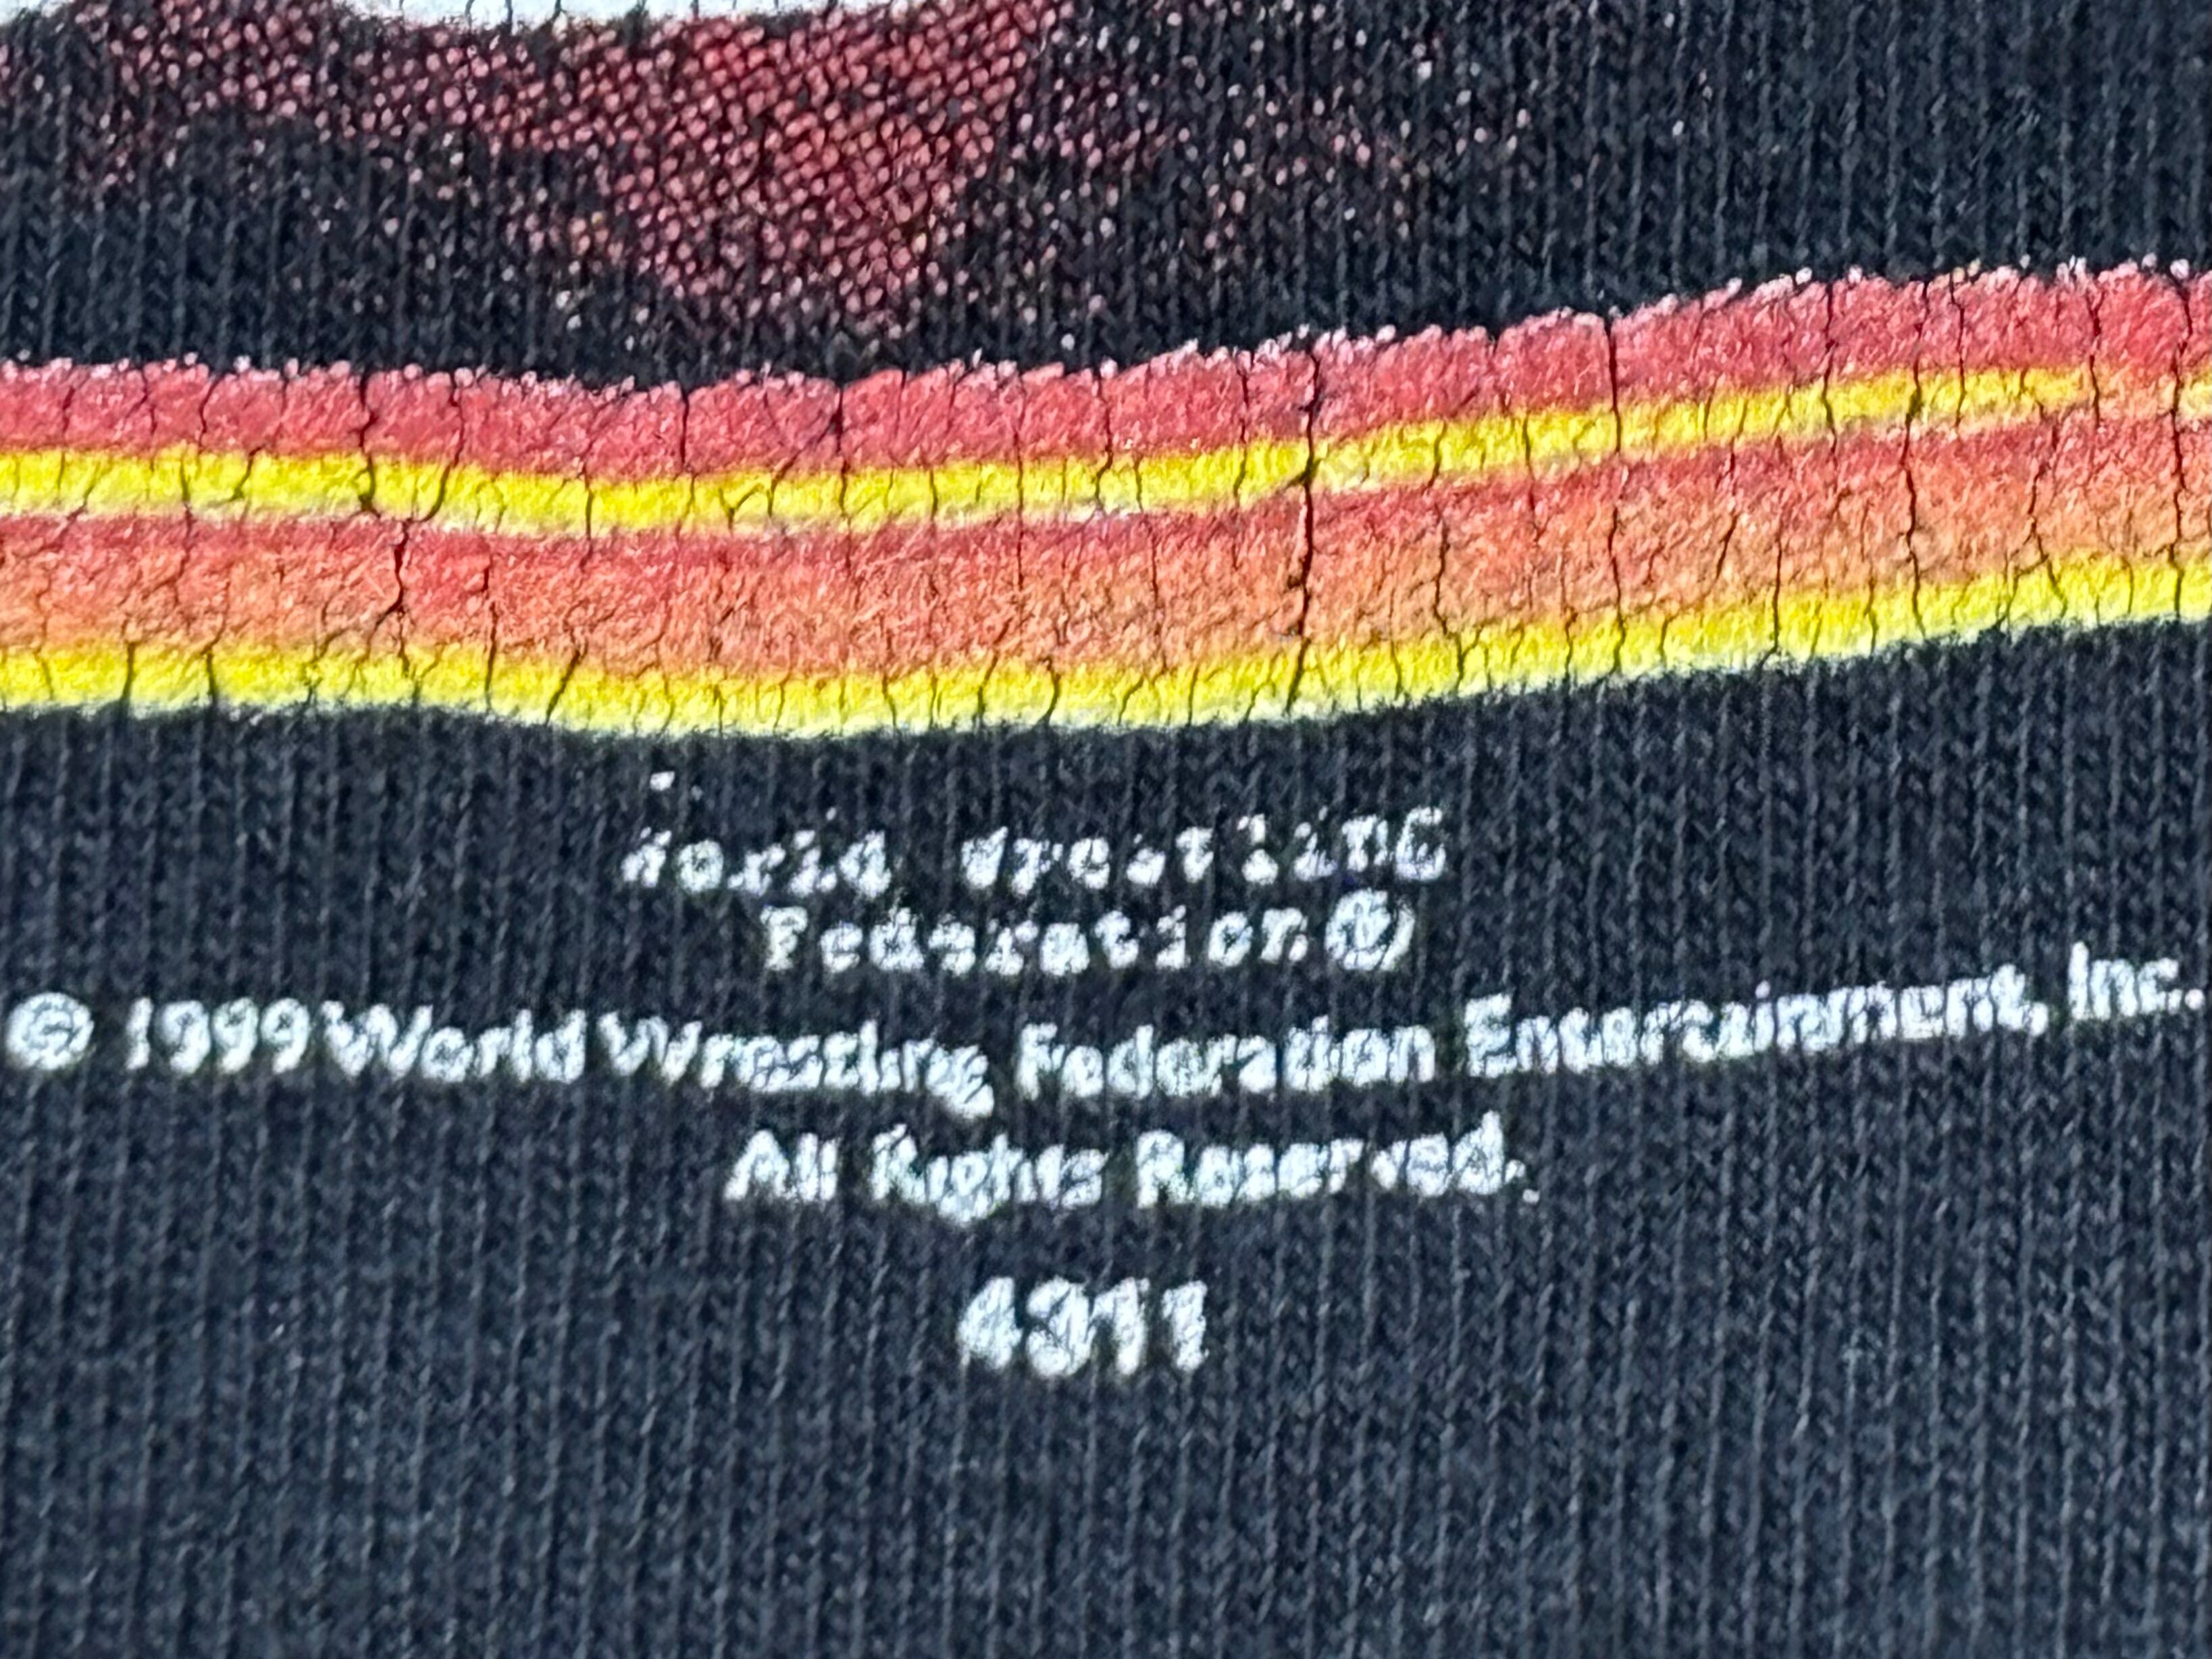 World Wrestling
Federation®
© 1999 World Wrestling Federation Entertainment, Inc.
All Rights Reserved.
4311